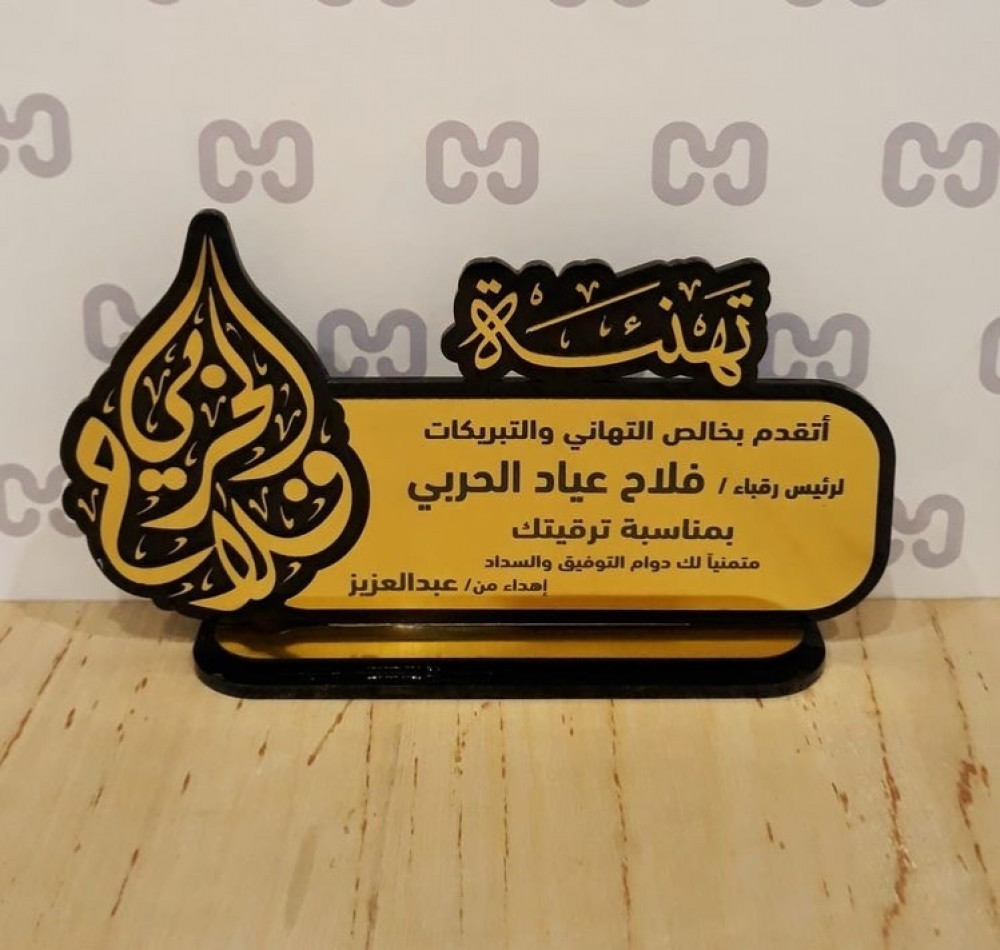 تهنئة
أتقدم بخالص التهاني والتبريكات
لرئيس رقباء / فلاح عياد الحربي
بمناسبة ترقيتك
متمنياً لك دوام التوفيق والسداد
إهداء من/ عبدالعزيز
فلاح
الحربي